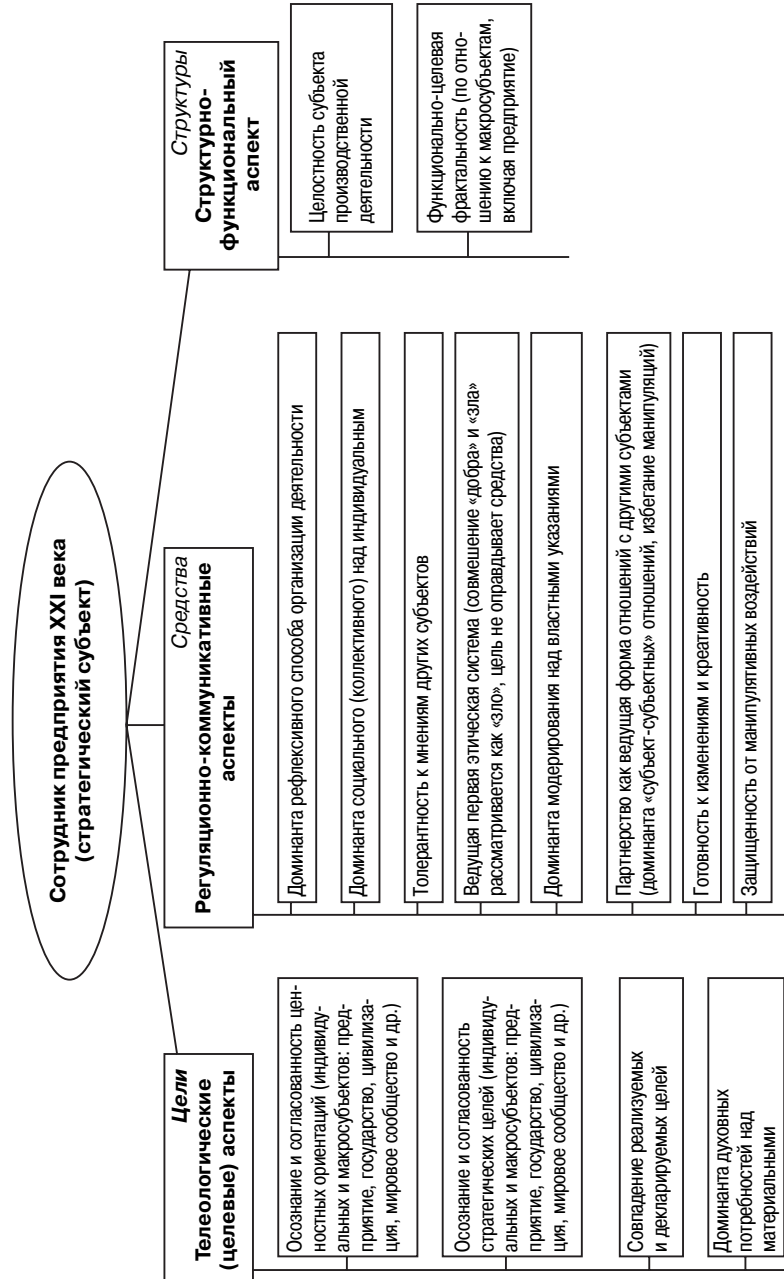 Сотрудник предприятия XXI века
(стратегический субъект)
Цели
Телеологические
(целевые) аспекты
Осознание и согласованность цен-
ностных ориентаций (индивиду-
альных и макросубъектов: пред-
приятие, государство, цивилиза-
ция, мировое сообщество и др.)
Осознание и согласованность
стратегических целей (индивиду-
альных и макросубъектов: пред-
приятие, государство, цивилиза-
ция, мировое сообщество и др.)
Совпадение реализуемых
и декларируемых целей
Доминанта духовных
потребностей над
материальными
Средства
Регуляционно-коммуникативные
аспекты
Доминанта рефлексивного способа организации деятельности
Доминанта социального (коллективного) над индивидуальным
Толерантность к мнениям других субъектов
Ведущая первая этическая система (совмешение «добра» и «зла»
рассматривается как «зло», цель не оправдывает средства)
Доминанта модерирования над властными указаниями
Партнерство как ведущая форма отношений с другими субъектами
(доминанта «субъект-субъектных» отношений, избегание манипуляций)
Готовность к изменениям и креативность
Защищенность от манипулятивных воздействий
Структуры
Структурно-
функциональный
аспект
Целостность субъекта
производственной
деятельности
Функционально-целевая
фрактальность (по отно-
шению к макросубъектам,
включая предприятие)